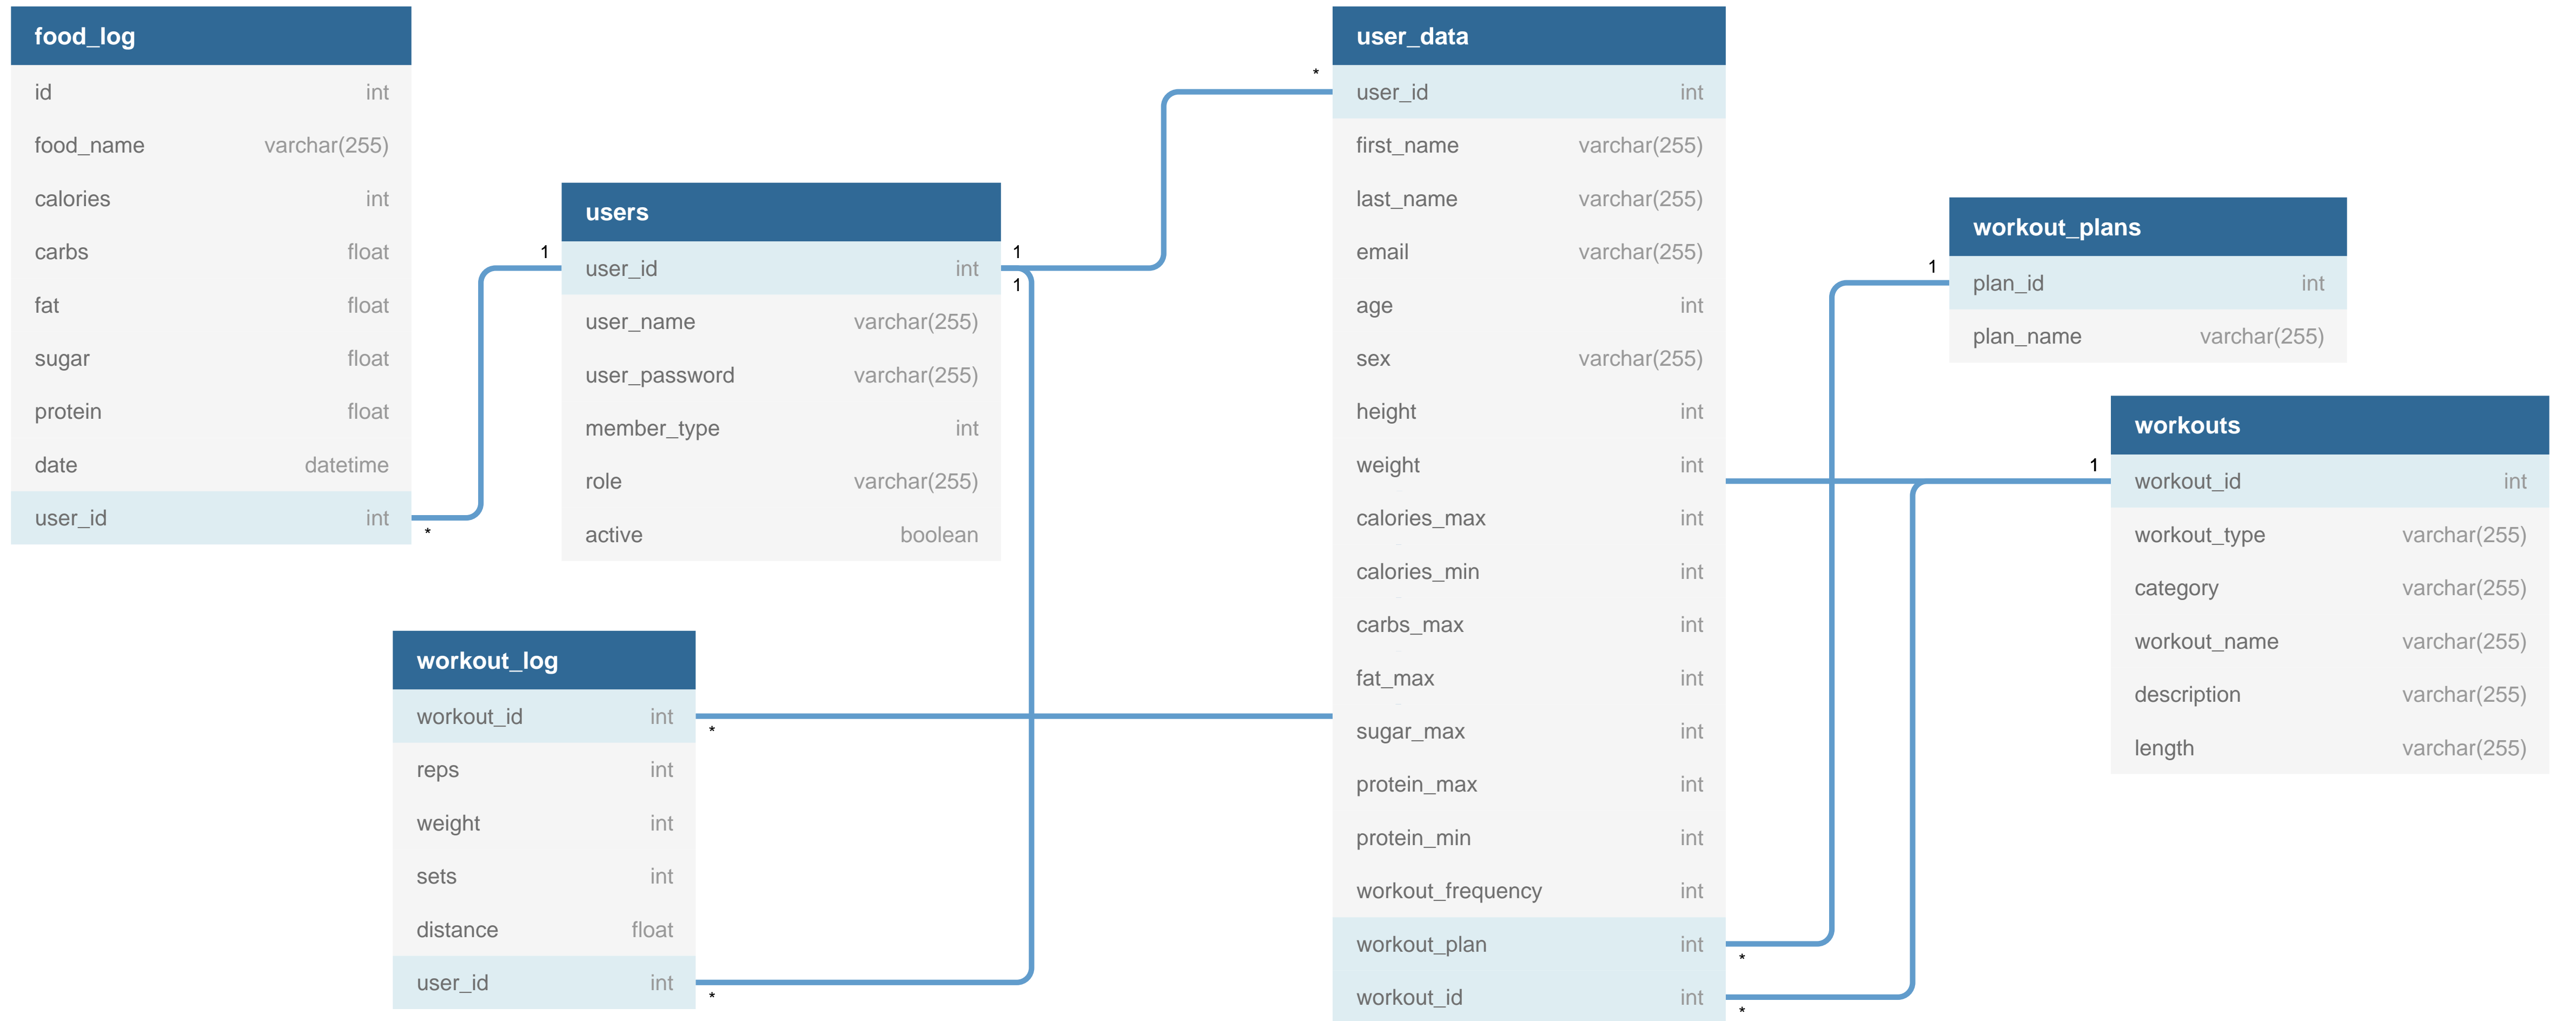 food_log
id int
food_name varchar(255)
calories int
carbs float
fat float
sugar float
protein float
date datetime
user_id int
*
1
users
user_id int
user_name varchar(255)
user_password varchar(255)
member_type int
role varchar(255)
active boolean
1
1
workout_log
workout_id int
reps int
weight int
sets int
distance float
user_id int
*
*
*
user_data
user_id int
first_name varchar(255)
last_name varchar(255)
email varchar(255)
age int
sex varchar(255)
height int
weight int
calories_max int
calories_min int
carbs_max int
fat_max int
sugar_max int
protein_max int
protein_min int
workout_frequency int
workout_plan int
workout_id int
*
*
1
workout_plans
plan_id int
plan_name varchar(255)
1
workouts
workout_id int
workout_type varchar(255)
category varchar(255)
workout_name varchar(255)
description varchar(255)
length varchar(255)